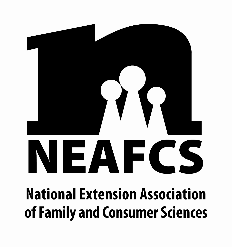 n
NEAFCS
National Extension Association
of Family and Consumer Sciences